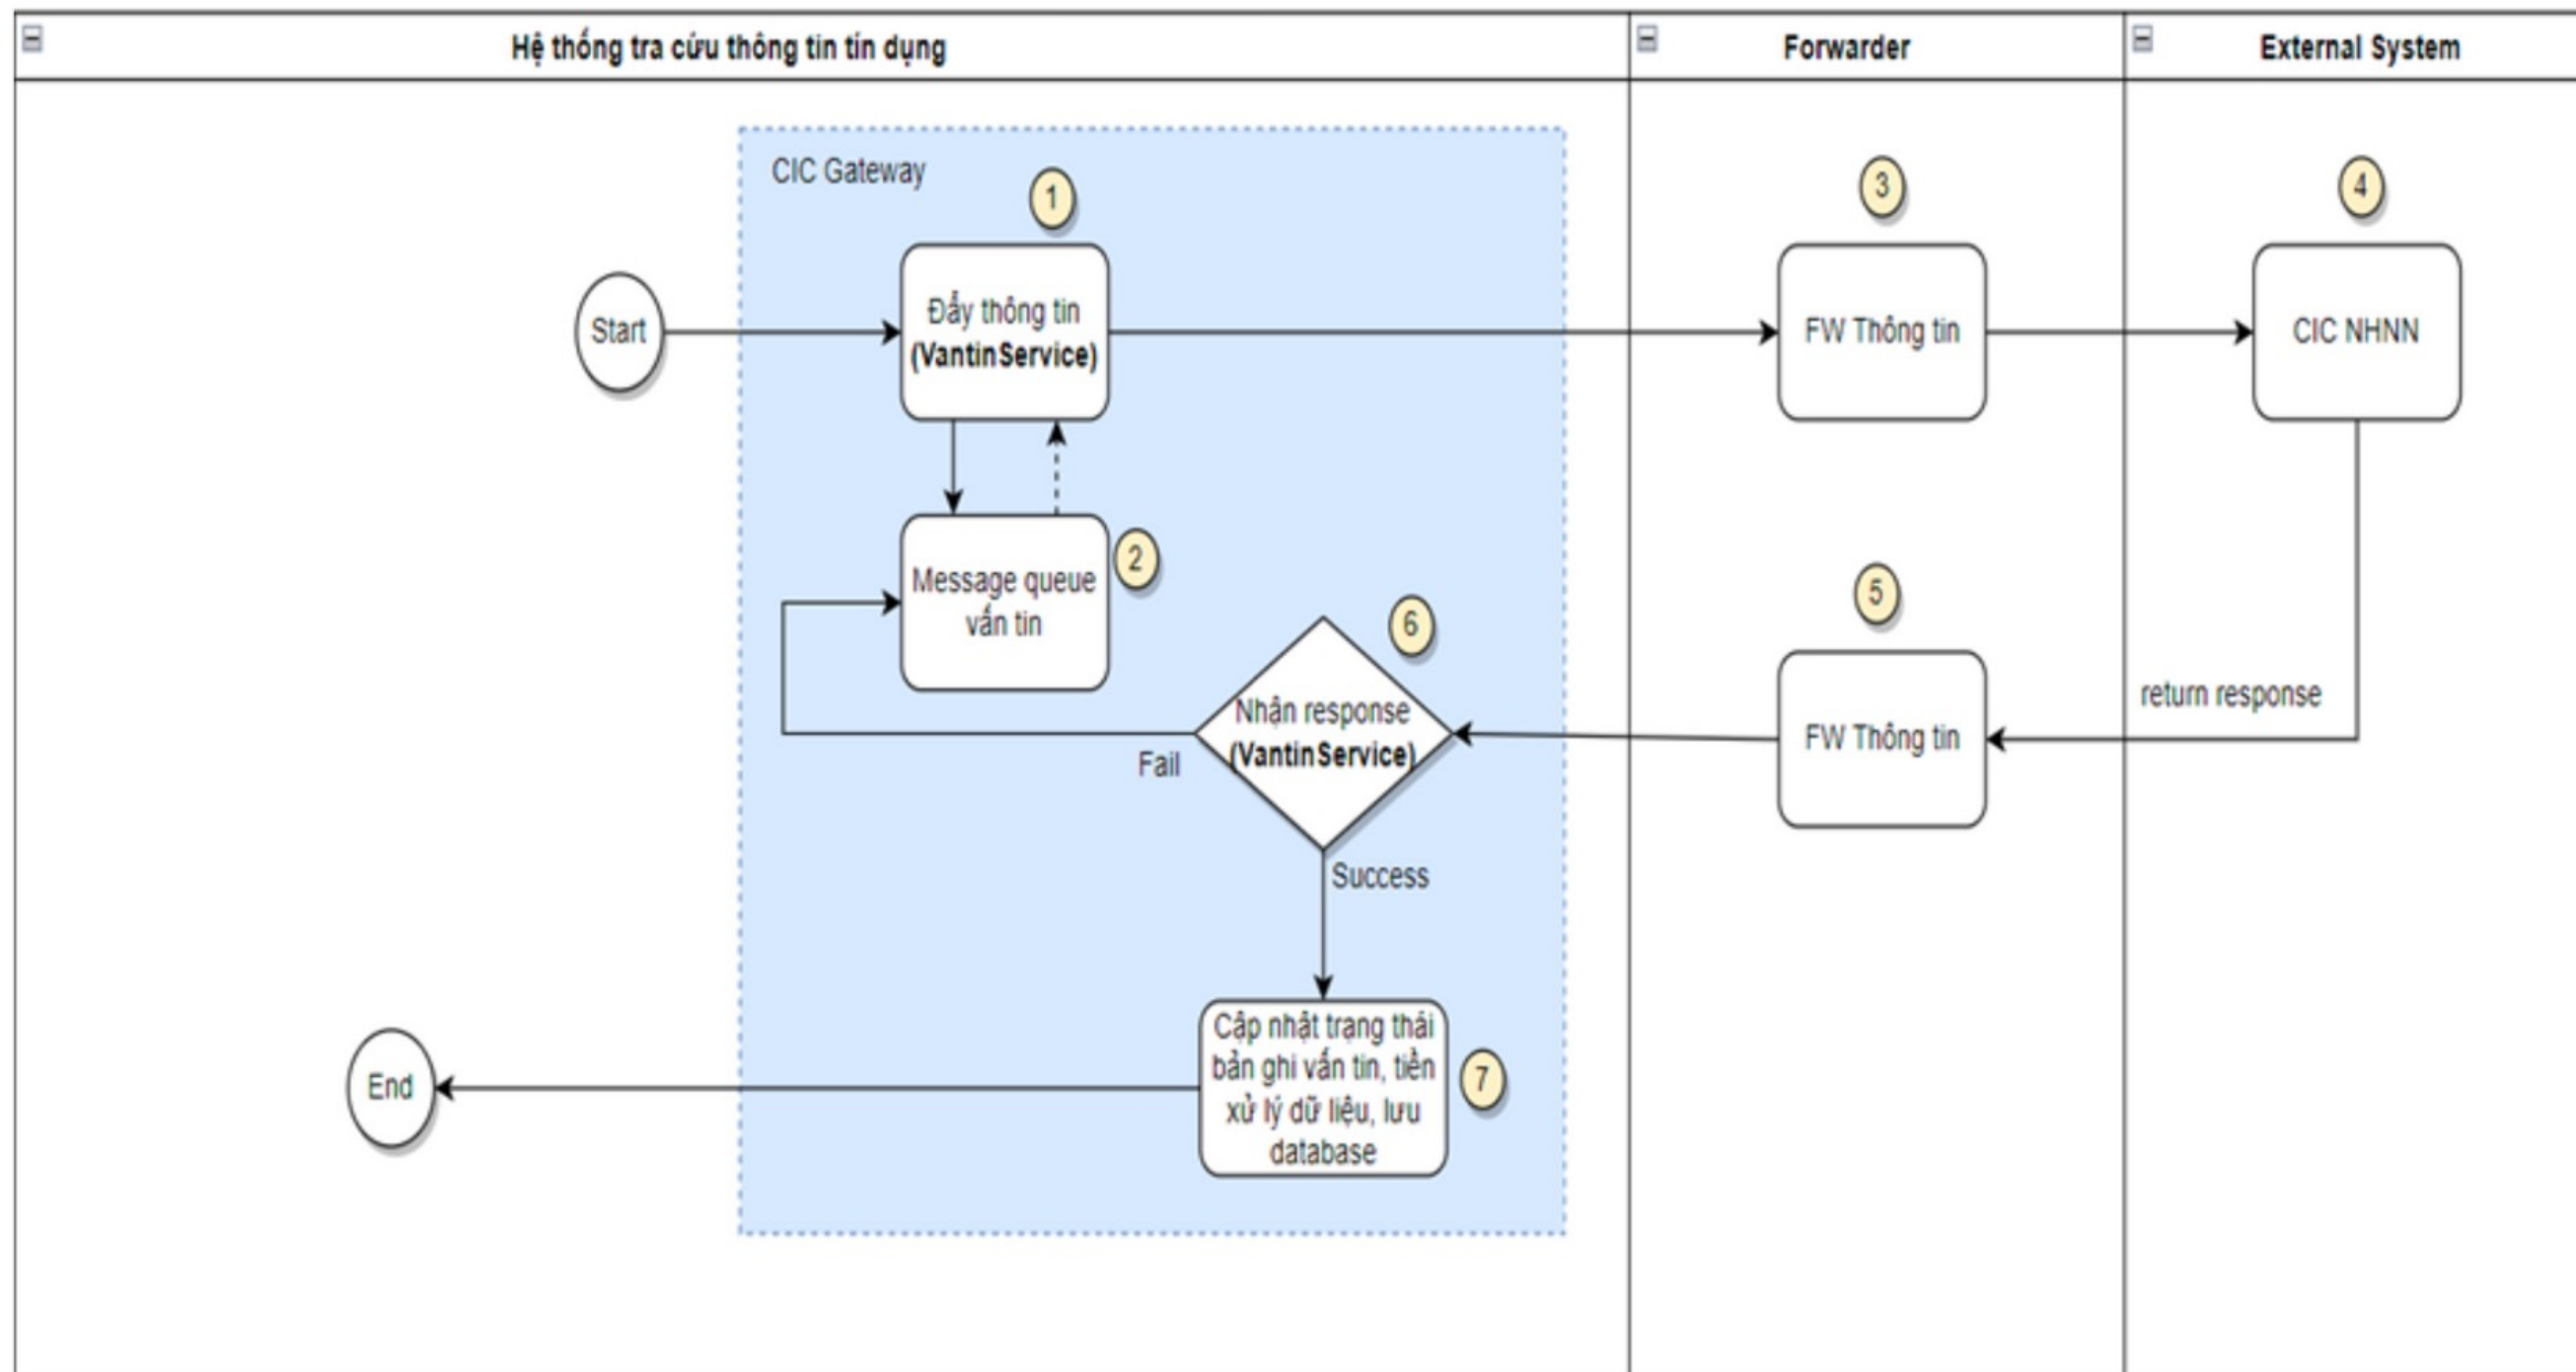 Hệ thống tra cứu thông tin tín dụng
Forwarder
External System
CIC Gateway
1
3
4
Start
Đẩy thông tin
(VantinService)
FW Thông tin
CIC NHNN
Message queue
vấn tin
2
6
5
Nhận response
(VantinService)
FW Thông tin
return response
Fail
Success
Cập nhật trạng thái
bản ghi vấn tin, tiền
xử lý dữ liệu, lưu
database
7
End